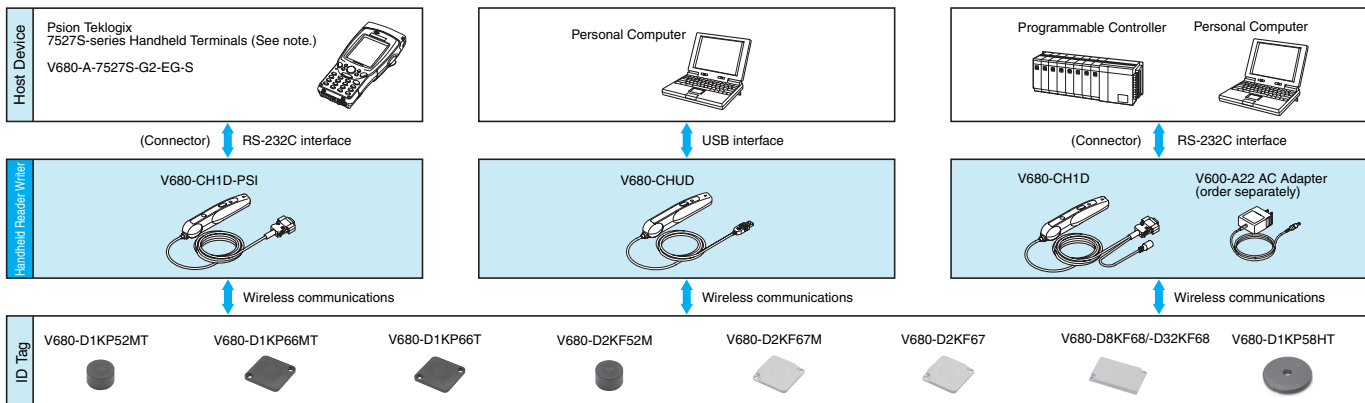 Host Device
Psion Teklogix
7527S-series Handheld Terminals (See note.)
V680-A-7527S-G2-EG-S
Personal Computer
Programmable Controller
Personal Computer
(Connector)
RS-232C interface
USB interface
(Connector)
RS-232C interface
Handheld Reader Writer
V680-CH1D-PSI
V680-CHUD
V680-CH1D
V600-A22 AC Adapter
(order separately)
Wireless communications
Wireless communications
Wireless communications
ID Tag
V680-D1KP52MT
V680-D1KP66MT
V680-D1KP66T
V680-D2KF52M
V680-D2KF67M
V680-D2KF67
V680-D8KF68/-D32KF68
V680-D1KP58HT